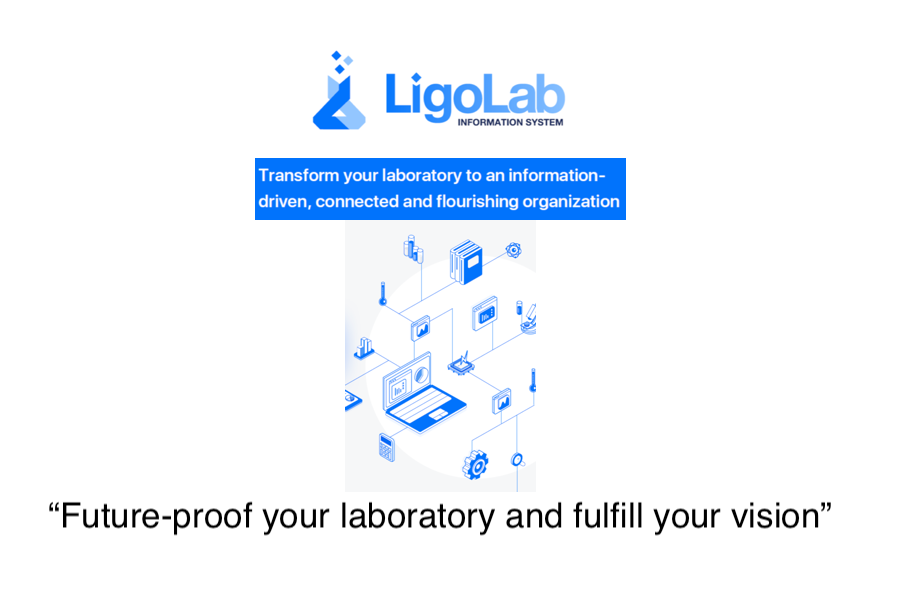 LigoLab
INFORMATION SYSTEM
Transform your laboratory to an information-
driven, connected and flourishing organization
“Future-proof your laboratory and fulfill your vision”